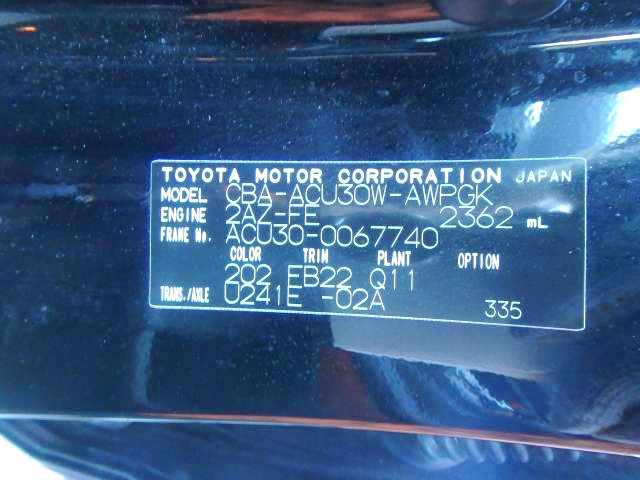 TOYOTA MOTOR CORPORATION JAPAN
MODEL CBA-ACU30W-AWPGK
ENGINE 2AZ-FE 2362 mL
FRAME No. ACU30-0067740
COLOR TRIM PLANT OPTION
202 EB22 Q11
TRANS./AXLE U241E -02A 335